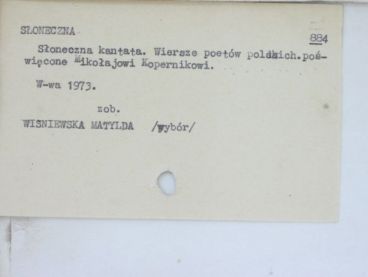 SŁONECZNA
884
Słoneczna kantata. Wiersze poetów polskich.poś-
więcone Mikołajowi Kopernikowi.
W-wa 1973.
zob.
WIŚNIEWSKA MATYLDA /wybór/